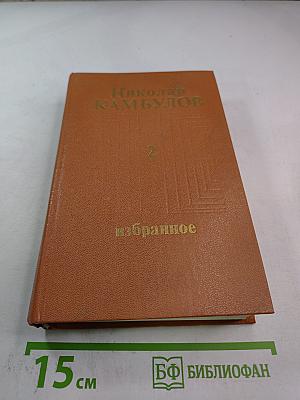 Николай
КАМБУЛОВ
2
избранное
15 см
БФ БИБЛИОФАН